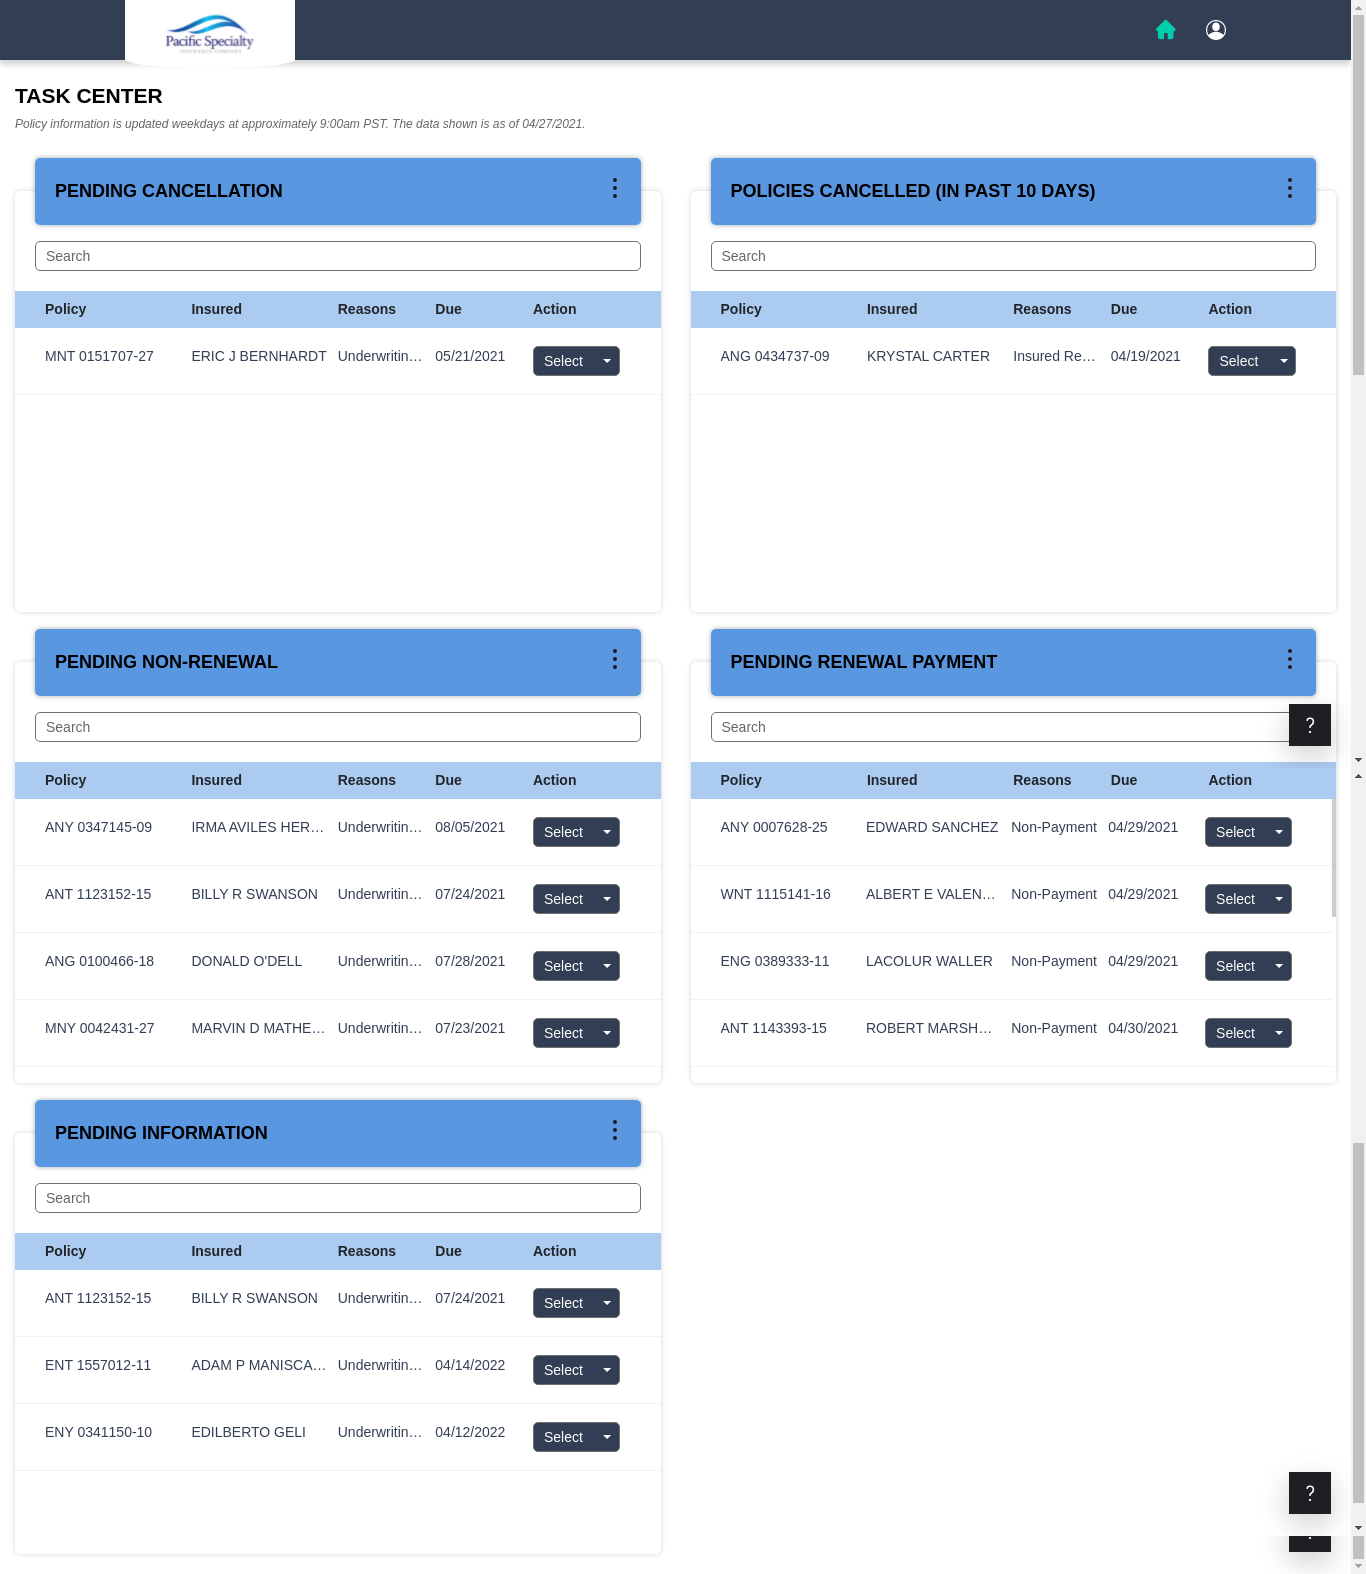 Pacific Specialty
INSURANCE COMPANY
TASK CENTER
Policy information is updated weekdays at approximately 9:00am PST. The data shown is as of 04/27/2021.
PENDING CANCELLATION
Search
Policy Insured Reasons Due Action
MNT 0151707-27 ERIC J BERNHARDT Underwritin… 05/21/2021 Select
POLICIES CANCELLED (IN PAST 10 DAYS)
Search
Policy Insured Reasons Due Action
ANG 0434737-09 KRYSTAL CARTER Insured Re… 04/19/2021 Select
PENDING NON-RENEWAL
Search
Policy Insured Reasons Due Action
ANY 0347145-09 IRMA AVILES HER… Underwritin… 08/05/2021 Select
ANT 1123152-15 BILLY R SWANSON Underwritin… 07/24/2021 Select
ANG 0100466-18 DONALD O'DELL Underwritin… 07/28/2021 Select
MNY 0042431-27 MARVIN D MATHE… Underwritin… 07/23/2021 Select
PENDING RENEWAL PAYMENT
Search
?
Policy Insured Reasons Due Action
ANY 0007628-25 EDWARD SANCHEZ Non-Payment 04/29/2021 Select
WNT 1115141-16 ALBERT E VALEN… Non-Payment 04/29/2021 Select
ENG 0389333-11 LACOLUR WALLER Non-Payment 04/29/2021 Select
ANT 1143393-15 ROBERT MARSH… Non-Payment 04/30/2021 Select
PENDING INFORMATION
Search
Policy Insured Reasons Due Action
ANT 1123152-15 BILLY R SWANSON Underwritin… 07/24/2021 Select
ENT 1557012-11 ADAM P MANISCA… Underwritin… 04/14/2022 Select
ENY 0341150-10 EDILBERTO GELI Underwritin… 04/12/2022 Select
?